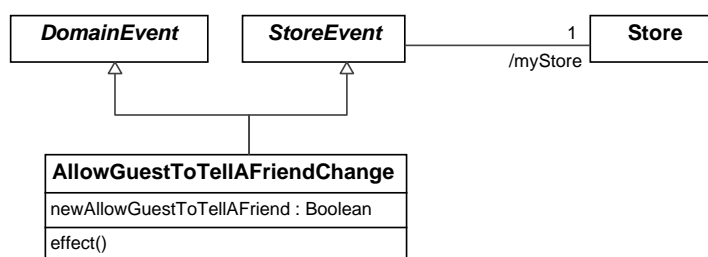 DomainEvent
StoreEvent
1
/myStore
Store
AllowGuestToTellAFriendChange
newAllowGuestToTellAFriend : Boolean
effect()